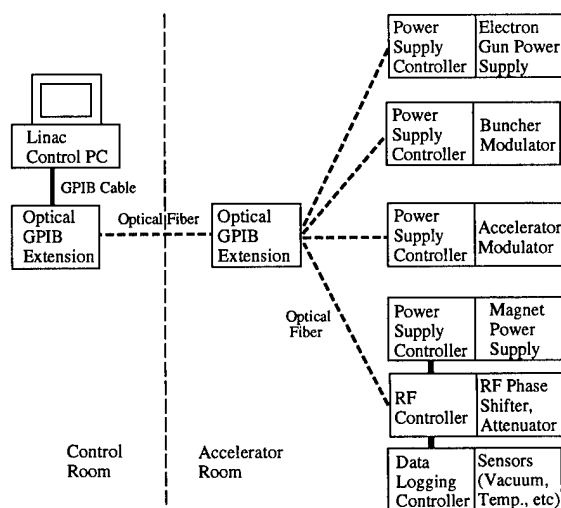 Linac
Control PC
GPIB Cable
Optical
GPIB
Extension
Optical Fiber
Optical
GPIB
Extension
Optical
Fiber
Control
Room
Accelerator
Room
Power
Supply
Controller
Electron
Gun Power
Supply
Power
Supply
Controller
Buncher
Modulator
Power
Supply
Controller
Accelerator
Modulator
Power
Supply
Controller
Magnet
Power
Supply
RF
Controller
RF Phase
Shifter,
Attenuator
Data
Logging
Controller
Sensors
(Vacuum,
Temp., etc)